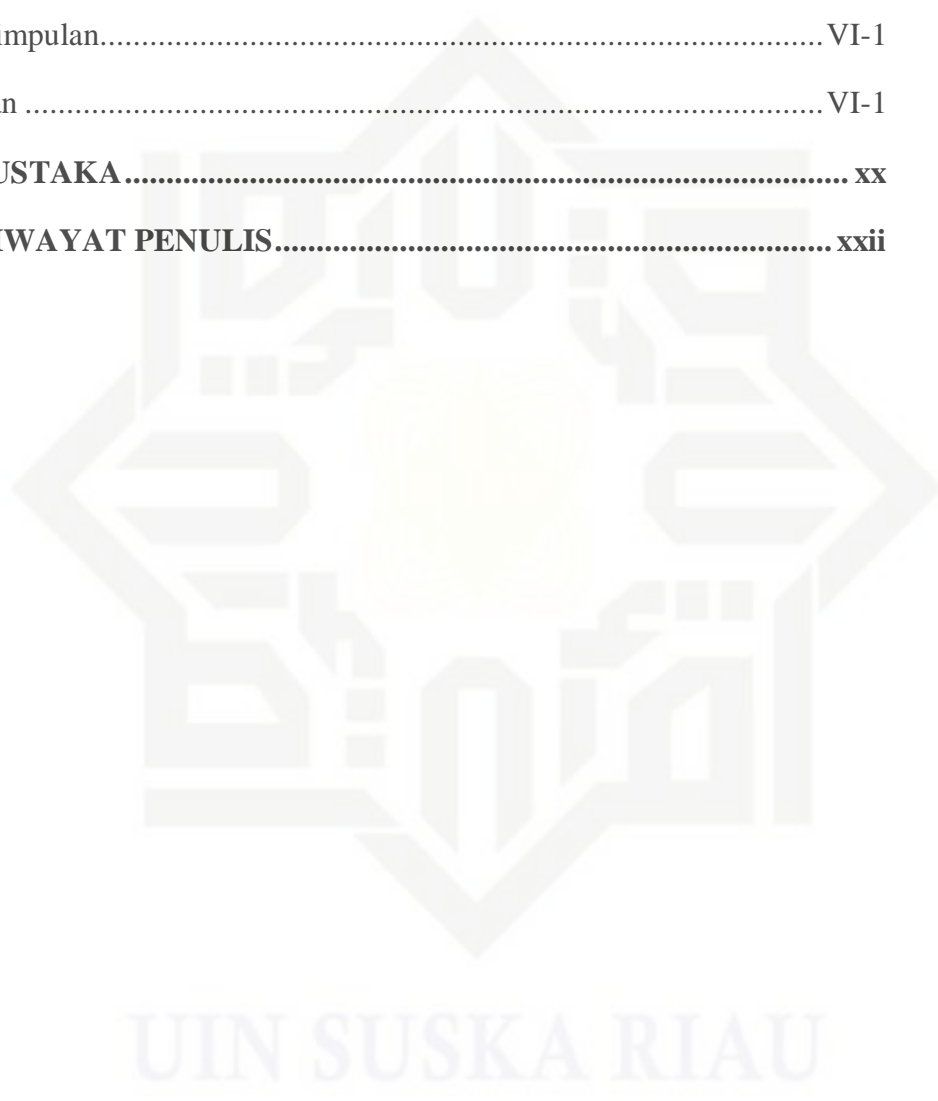 impulan.............................................................................. VI-1
n ...................................................................................... VI-1
USTAKA................................................................................... xx
IWAYAT PENULIS................................................................ xxii
UIN SUSKA RIAU